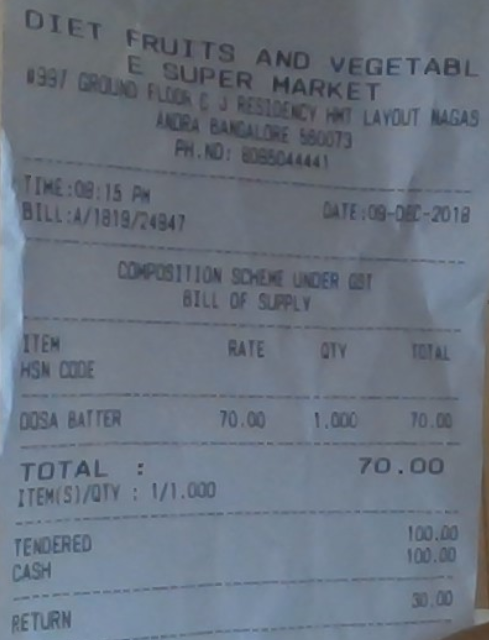 DIET FRUITS AND VEGETABL
E SUPER MARKET
#997 GROUND FLOOR C J RESIDENCY HMT LAYOUT NAGAS
ANDRA BANGALORE 560073
PH.NO: 8095044441
TIME:08:15 PM
BILL:A/1819/24947 DATE:09-DEC-2018
COMPOSITION SCHEME UNDER GST
BILL OF SUPPLY
ITEM RATE QTY TOTAL
HSN CODE
DOSA BATTER 70.00 1.000 70.00
TOTAL : 70.00
ITEM(S)/QTY : 1/1.000
TENDERED 100.00
CASH 100.00
RETURN 30.00